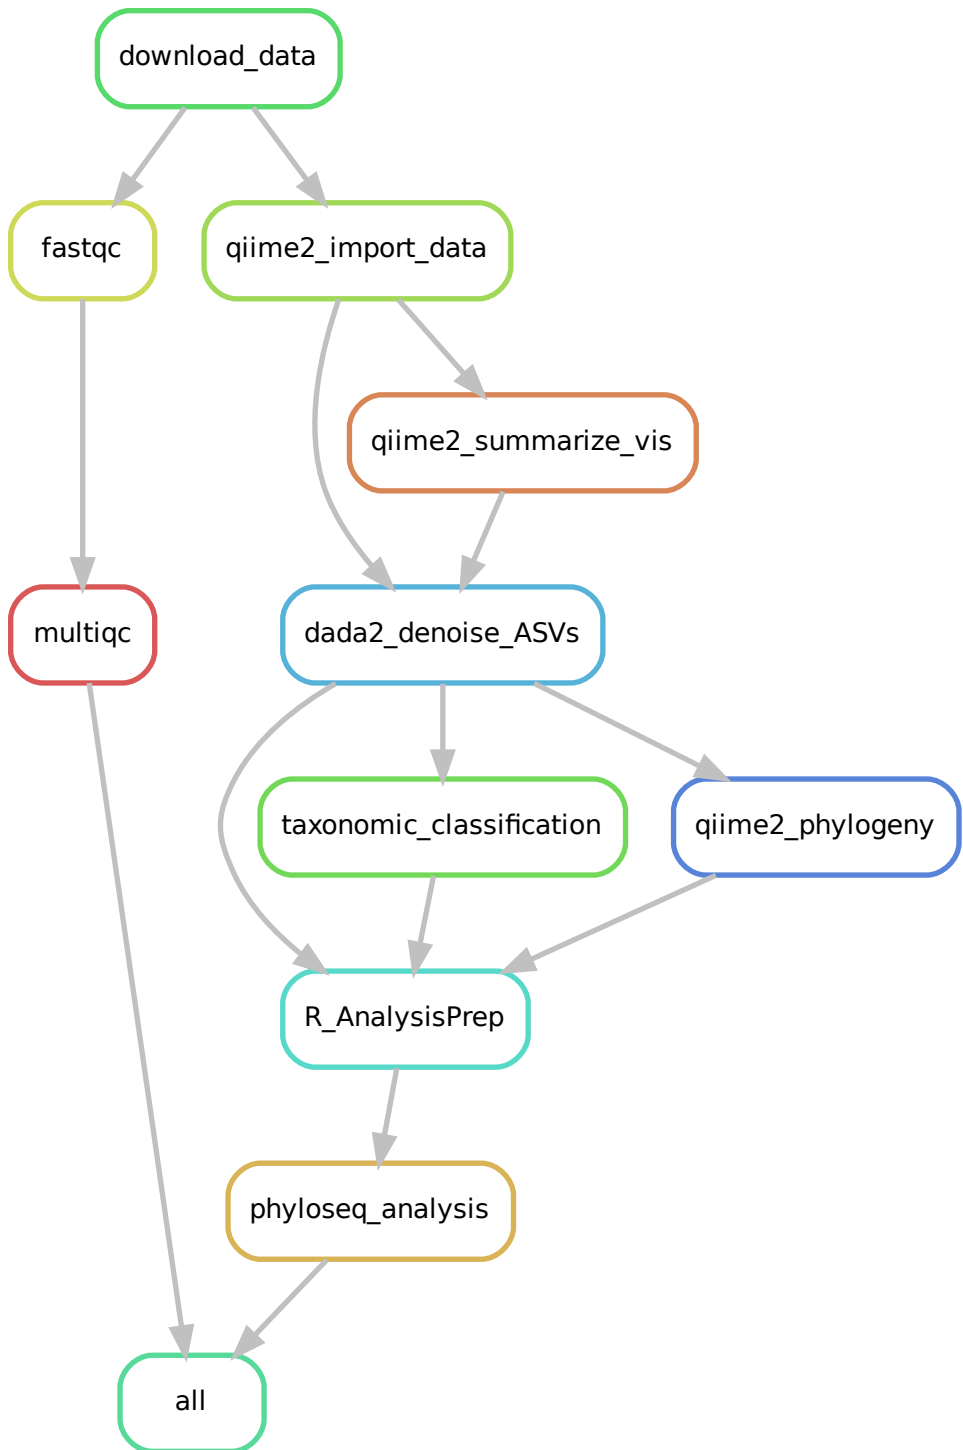 download_data
fastqc
qiime2_import_data
qiime2_summarize_vis
multiqc
dada2_denoise_ASVs
taxonomic_classification
qiime2_phylogeny
R_AnalysisPrep
phyloseq_analysis
all